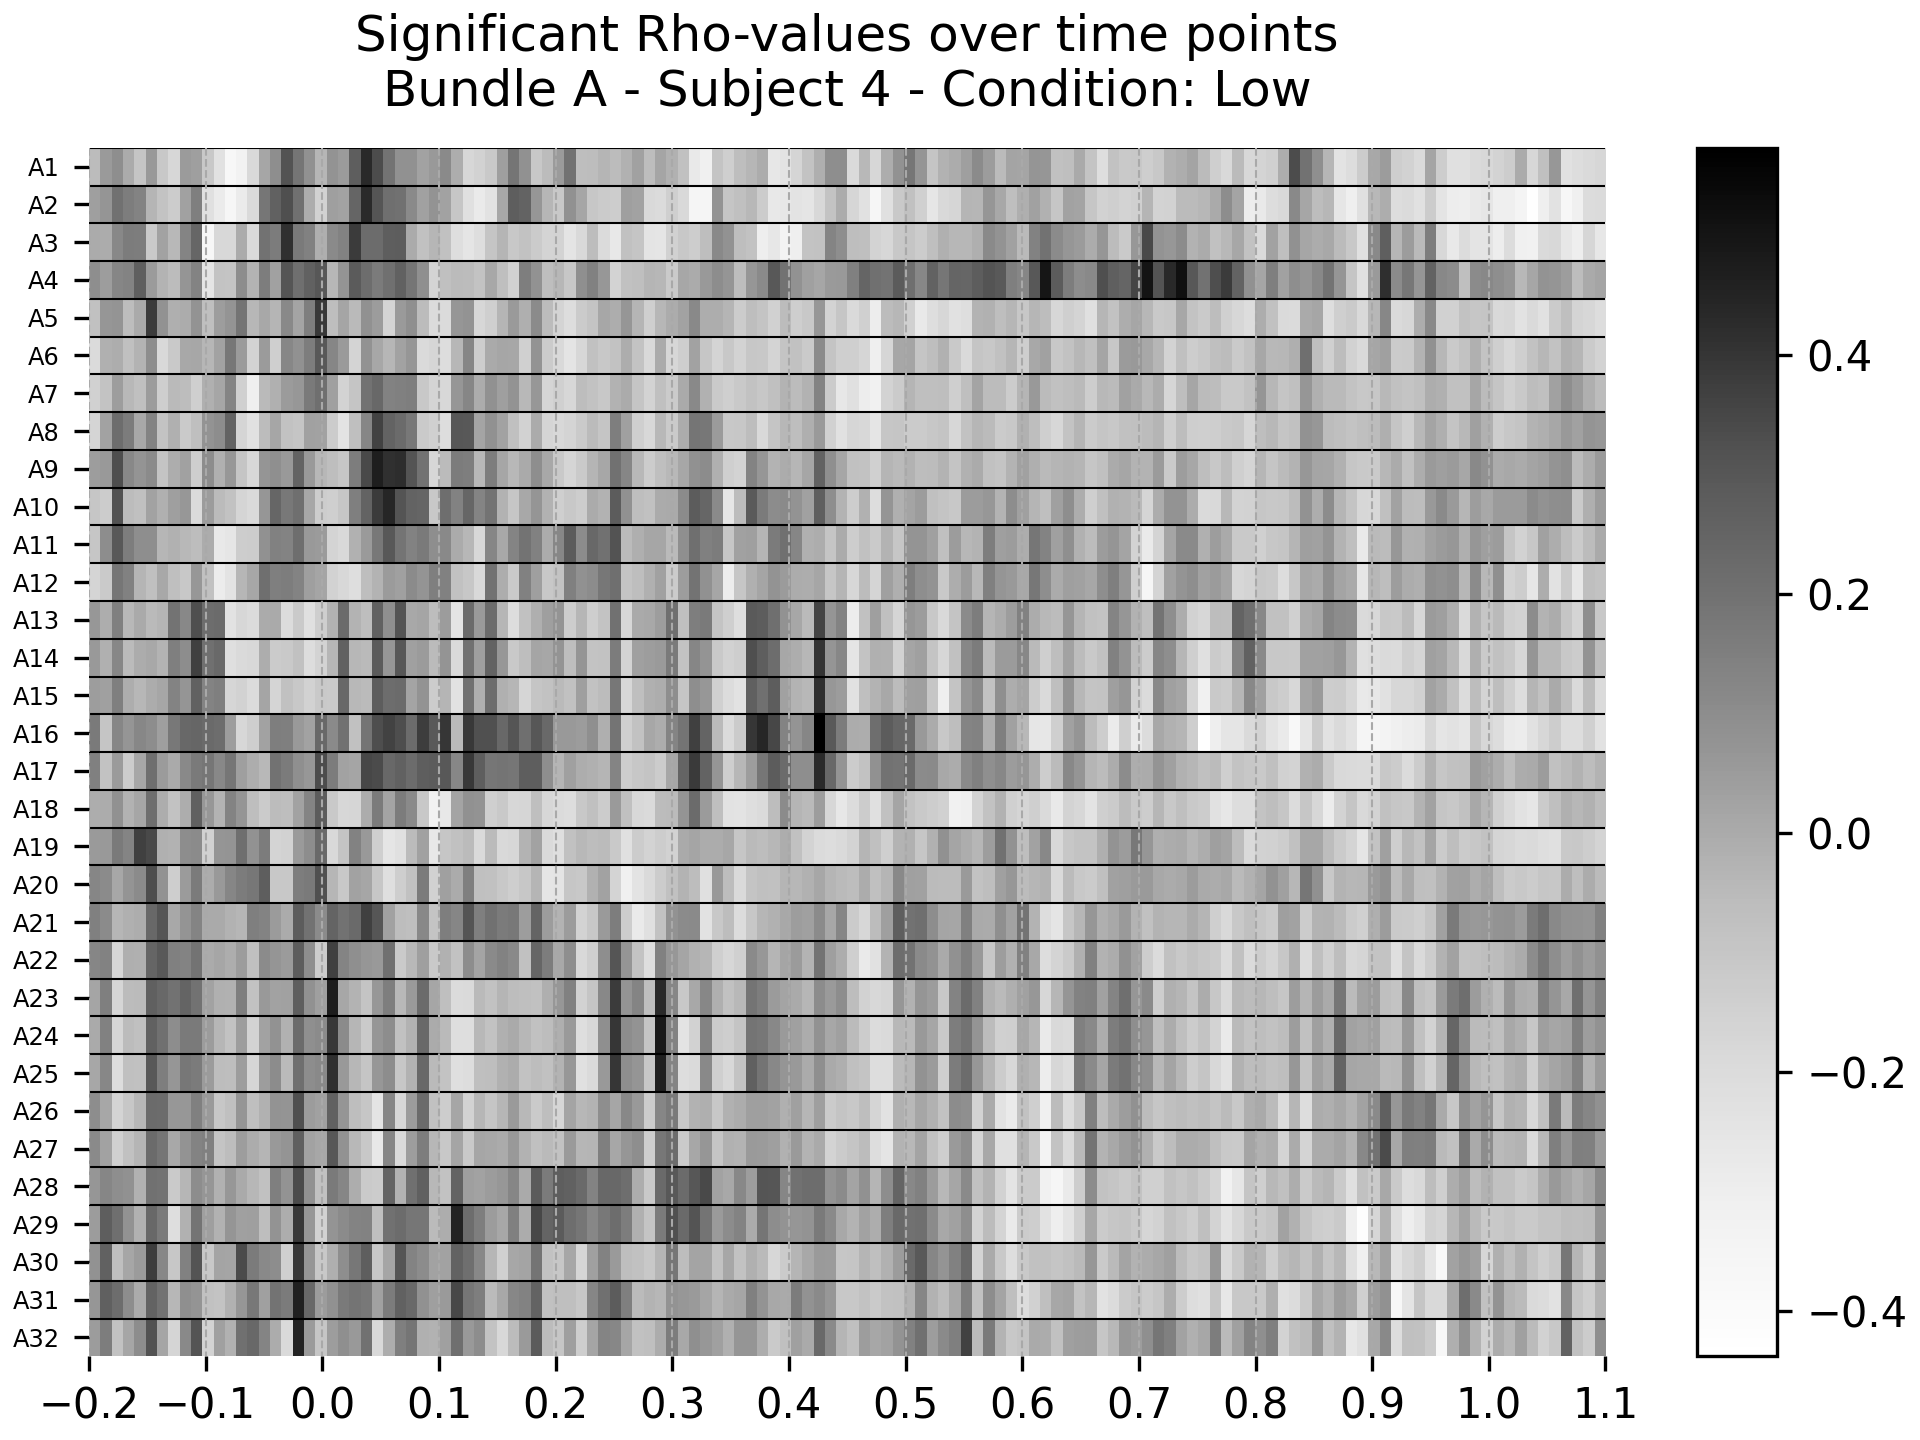 Significant Rho-values over time points
Bundle A - Subject 4 - Condition: Low
A1
A2
A3
A4
A5
A6
A7
A8
A9
A10
A11
A12
A13
A14
A15
A16
A17
A18
A19
A20
A21
A22
A23
A24
A25
A26
A27
A28
A29
A30
A31
A32
−0.2 −0.1 0.0 0.1 0.2 0.3 0.4 0.5 0.6 0.7 0.8 0.9 1.0 1.1
0.4
0.2
0.0
−0.2
−0.4